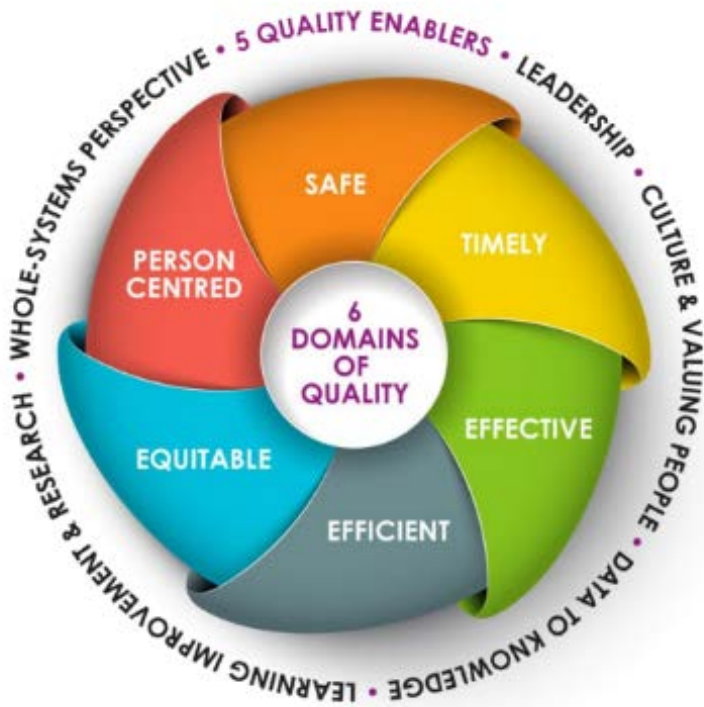 • 5 QUALITY ENABLERS • LEADERSHIP • CULTURE & VALUING PEOPLE • DATA TO KNOWLEDGE • LEARNING IMPROVEMENT & RESEARCH • WHOLE-SYSTEMS PERSPECTIVE
SAFE
TIMELY
EFFECTIVE
EFFICIENT
EQUITABLE
PERSON
CENTRED
6
DOMAINS
OF
QUALITY